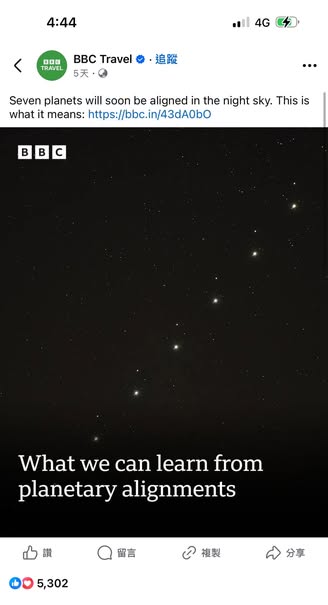 4:44
4G
BBC Travel · 追蹤
5天 ·
Seven planets will soon be aligned in the night sky. This is
what it means: https://bbc.in/43dA0bO
BBC
What we can learn from
planetary alignments
讚 留言 複製 分享
5,302